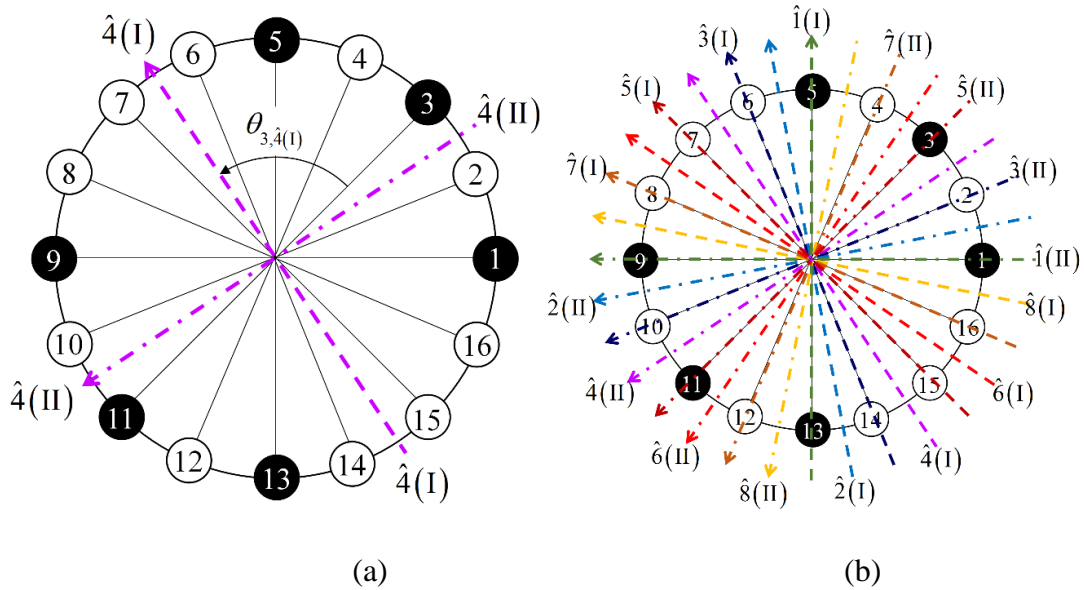 4̂(I)
5
6
4
7
3
4̂(II)
θ3,4̂(I)
8
2
9
1
10
16
4̂(II)
11
15
12
14
13
4̂(I)
(a)
1̂(I)
3̂(I)
7̂(II)
5̂(I)
5
5̂(II)
6
4
7
3
7̂(I)
3̂(II)
8
2
9
1
1̂(II)
2̂(II)
8̂(I)
10
16
4̂(II)
11
15
6̂(I)
12
14
13
6̂(II)
4̂(I)
8̂(II)
2̂(I)
(b)